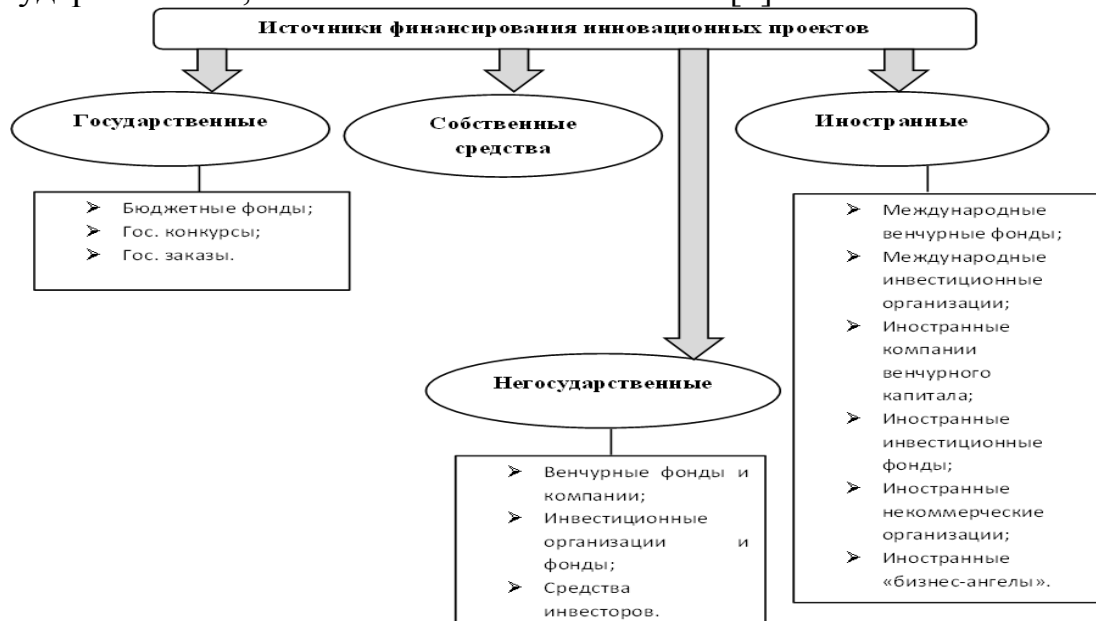 Источники финансирования инновационных проектов
Государственные
Бюджетные фонды;
Гос. конкурсы;
Гос. заказы.
Собственные
средства
Негосударственные
Венчурные фонды и
компании;
Инвестиционные
организации и
фонды;
Средства
инвесторов.
Иностранные
Международные
венчурные фонды;
Международные
инвестиционные
организации;
Иностранные
компании
венчурного
капитала;
Иностранные
инвестиционные
фонды;
Иностранные
некоммерческие
организации;
Иностранные
«бизнес-ангелы».